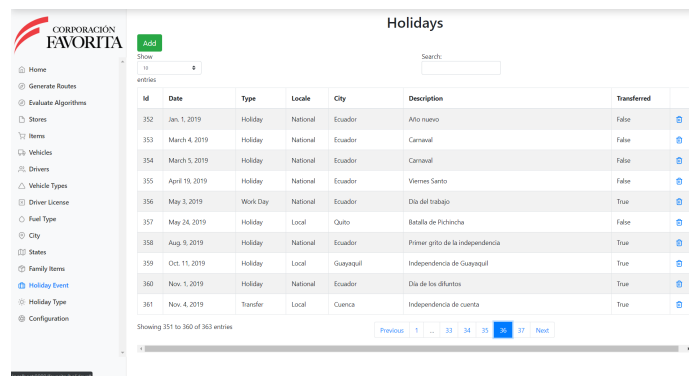 CORPORACIÓN
FAVORITA
Home
Generate Routes
Evaluate Algorithms
Stores
Items
Vehicles
Drivers
Vehicle Types
Driver License
Fuel Type
City
States
Family Items
Holiday Event
Holiday Type
Configuration
Holidays
Add
Show
10
entries
Search:
Id Date Type Locale City Description Transferred
352 Jan. 1, 2019 Holiday National Ecuador Año nuevo False
353 March 4, 2019 Holiday National Ecuador Carnaval False
354 March 5, 2019 Holiday National Ecuador Carnaval False
355 April 19, 2019 Holiday National Ecuador Viernes Santo False
356 May 3, 2019 Work Day National Ecuador Día del trabajo True
357 May 24, 2019 Holiday Local Quito Batalla de Pichincha False
358 Aug. 9, 2019 Holiday National Ecuador Primer grito de la independencia True
359 Oct. 11, 2019 Holiday Local Guayaquil Independencia de Guayaquil True
360 Nov. 1, 2019 Holiday National Ecuador Día de los difuntos True
361 Nov. 4, 2019 Transfer Local Cuenca Independencia de cuenta True
Showing 351 to 360 of 363 entries
Previous 1 ... 33 34 35 36 37 Next